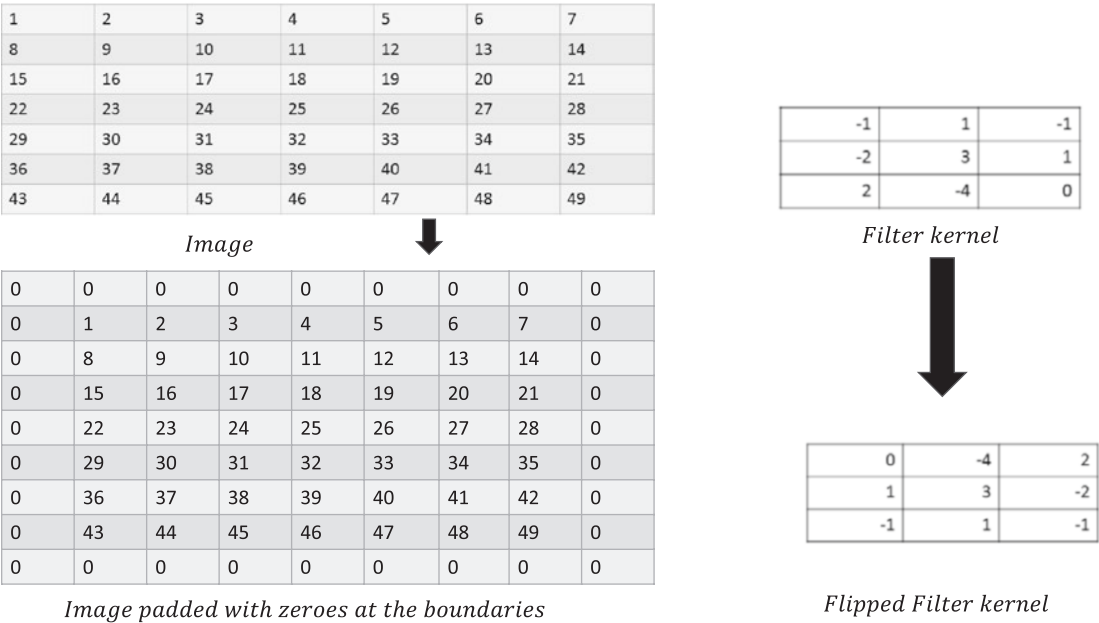 1 2 3 4 5 6 7
8 9 10 11 12 13 14
15 16 17 18 19 20 21
22 23 24 25 26 27 28
29 30 31 32 33 34 35
36 37 38 39 40 41 42
43 44 45 46 47 48 49
Image
0 0 0 0 0 0 0 0 0
0 1 2 3 4 5 6 7 0
0 8 9 10 11 12 13 14 0
0 15 16 17 18 19 20 21 0
0 22 23 24 25 26 27 28 0
0 29 30 31 32 33 34 35 0
0 36 37 38 39 40 41 42 0
0 43 44 45 46 47 48 49 0
0 0 0 0 0 0 0 0 0
Image padded with zeroes at the boundaries
-1 1 -1
-2 3 1
2 -4 0
Filter kernel
0 -4 2
1 3 -2
-1 1 -1
Flipped Filter kernel